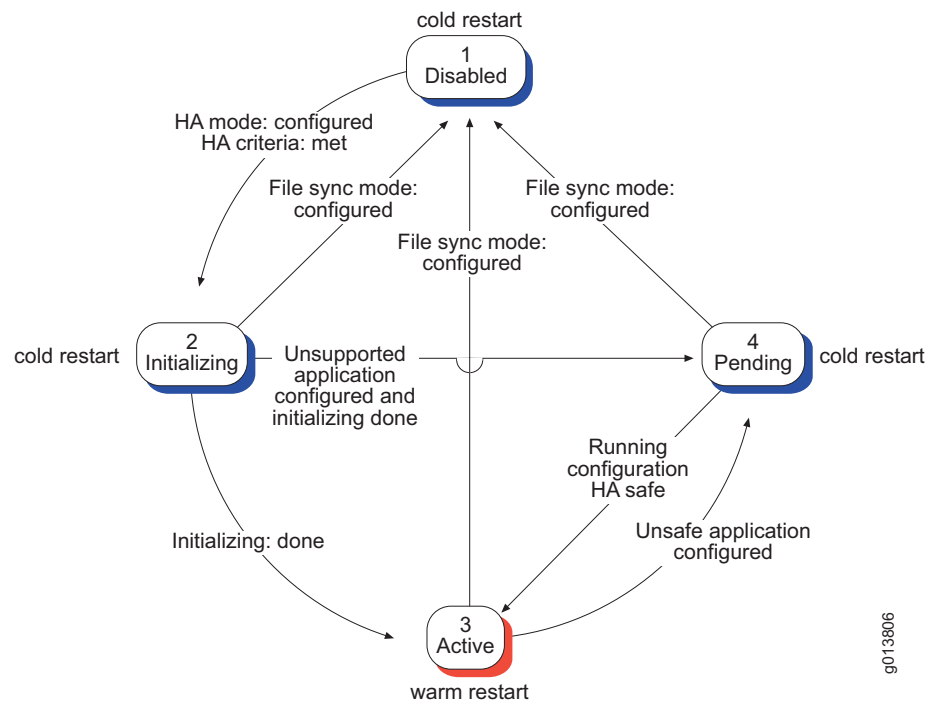 cold restart
1
Disabled
HA mode: configured
HA criteria: met
File sync mode:
configured
File sync mode:
configured
File sync mode:
configured
2
Initializing
cold restart
Unsupported
application
configured and
initializing done
4
Pending
cold restart
Running
configuration
HA safe
Unsafe application
configured
Initializing: done
3
Active
warm restart
g013806